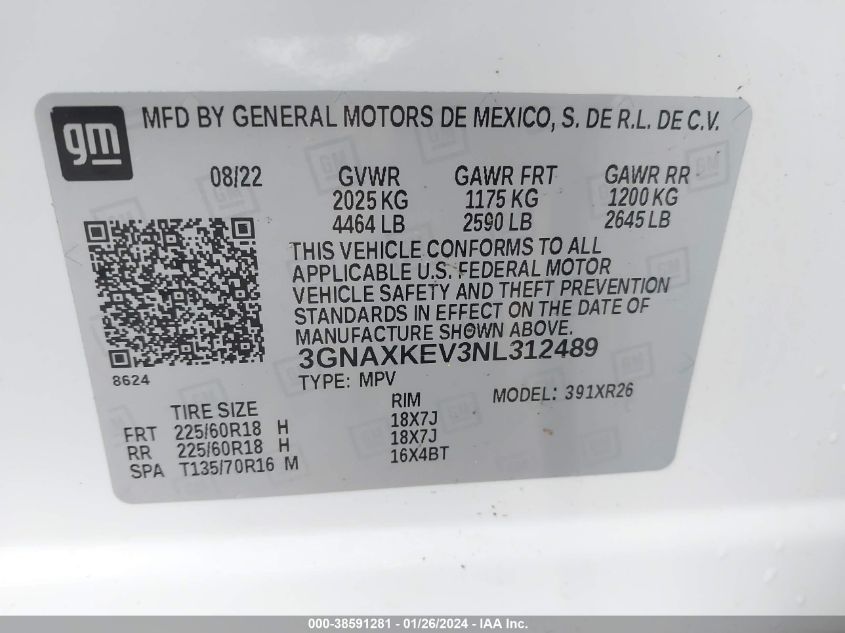 gm
MFD BY GENERAL MOTORS DE MEXICO, S. DE R.L. DE C.V.
08/22 GVWR GAWR FRT GAWR RR
2025 KG 1175 KG 1200 KG
4464 LB 2590 LB 2645 LB
THIS VEHICLE CONFORMS TO ALL
APPLICABLE U.S. FEDERAL MOTOR
VEHICLE SAFETY AND THEFT PREVENTION
STANDARDS IN EFFECT ON THE DATE OF
MANUFACTURE SHOWN ABOVE.
3GNAXKEV3NL312489
8624
TYPE: MPV MODEL: 391XR26
TIRE SIZE RIM
FRT 225/60R18 H 18X7J
RR 225/60R18 H 18X7J
SPA T135/70R16 M 16X4BT
000-38591281 - 01/26/2024 - IAA Inc.